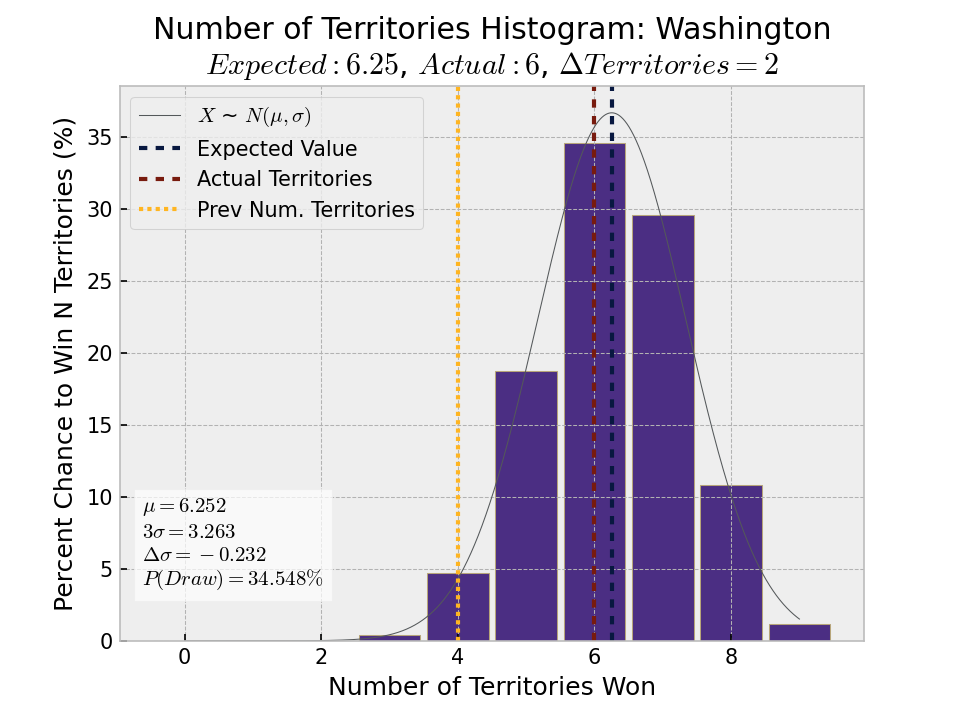 Number of Territories Histogram: Washington
Expected : 6.25, Actual : 6, ΔTerritories = 2
Percent Chance to Win N Territories (%)
35
30
25
20
15
10
5
0
X ∼ N(μ, σ)
Expected Value
Actual Territories
Prev Num. Territories
μ = 6.252
3σ = 3.263
Δσ = −0.232
P(Draw) = 34.548%
0 2 4 6 8
Number of Territories Won